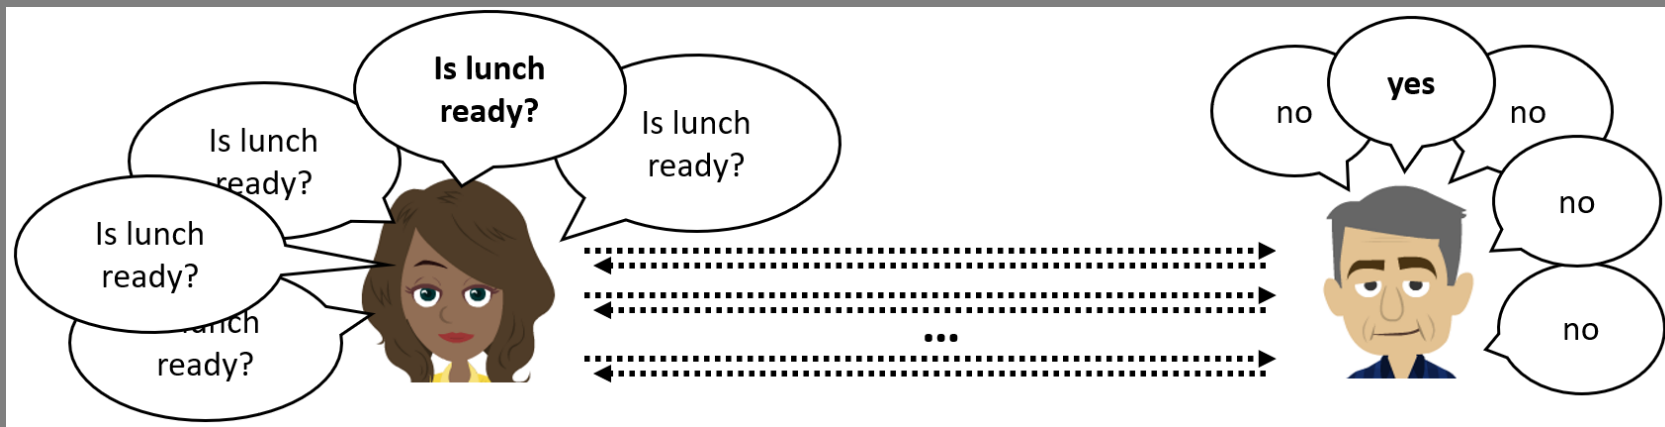 Is lunch
ready?
Is lunch
ready?
Is lunch
ready?
Is lunch
ready?
ready?
...
no
yes
no
no
no